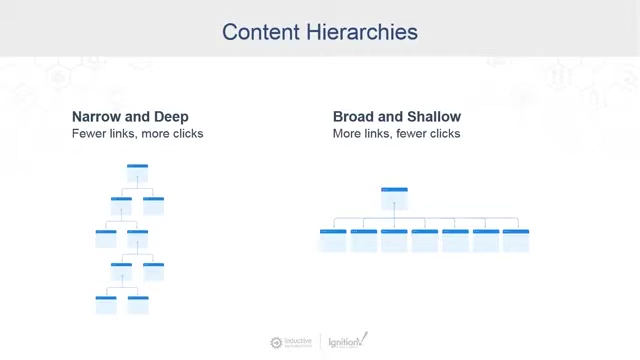 Content Hierarchies
Narrow and Deep
Fewer links, more clicks
Broad and Shallow
More links, fewer clicks
inductive
Ignition